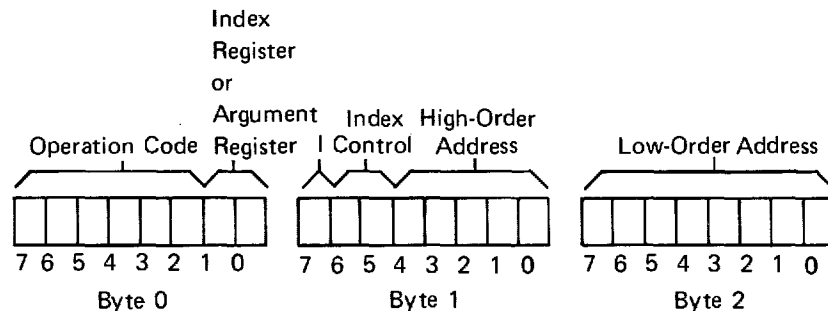 Index
Register
or
Argument
Register
Operation Code
I
Index
Control
High-Order
Address
Low-Order Address
7 6 5 4 3 2 1 0
7 6 5 4 3 2 1 0
7 6 5 4 3 2 1 0
Byte 0
Byte 1
Byte 2